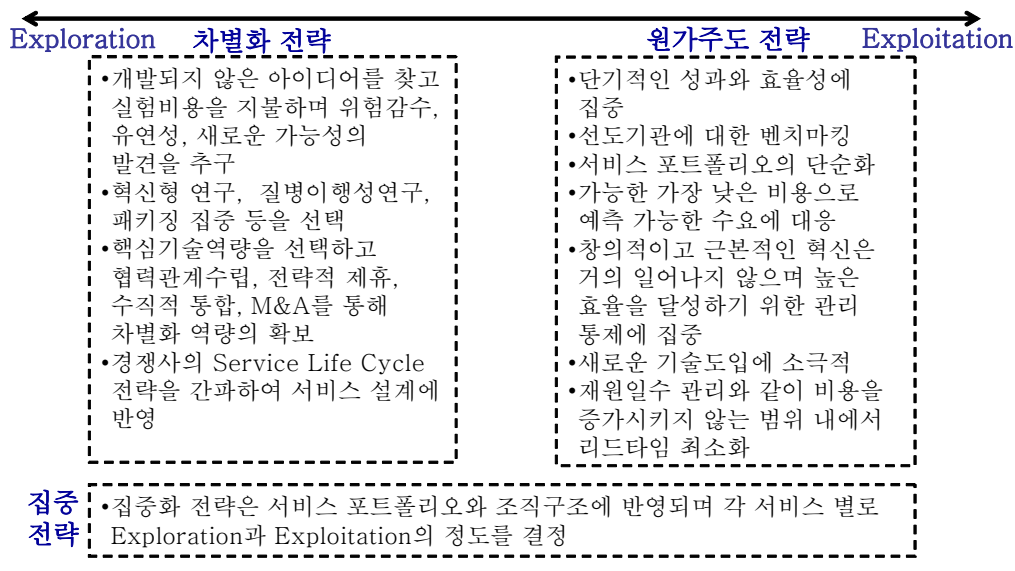 Exploration 차별화 전략 원가주도 전략 Exploitation
•개발되지 않은 아이디어를 찾고
실험비용을 지불하며 위험감수,
유연성, 새로운 가능성의
발견을 추구
•혁신형 연구, 질병이행성연구,
패키징 집중 등을 선택
•핵심기술역량을 선택하고
협력관계수립, 전략적 제휴,
수직적 통합, M&A를 통해
차별화 역량의 확보
•경쟁사의 Service Life Cycle
전략을 간파하여 서비스 설계에
반영
•단기적인 성과와 효율성에
집중
•선도기관에 대한 벤치마킹
•서비스 포트폴리오의 단순화
•가능한 가장 낮은 비용으로
예측 가능한 수요에 대응
•창의적이고 근본적인 혁신은
거의 일어나지 않으며 높은
효율을 달성하기 위한 관리
통제에 집중
•새로운 기술도입에 소극적
•재원일수 관리와 같이 비용을
증가시키지 않는 범위 내에서
리드타임 최소화
집중
전략
•집중화 전략은 서비스 포트폴리오와 조직구조에 반영되며 각 서비스 별로
Exploration과 Exploitation의 정도를 결정